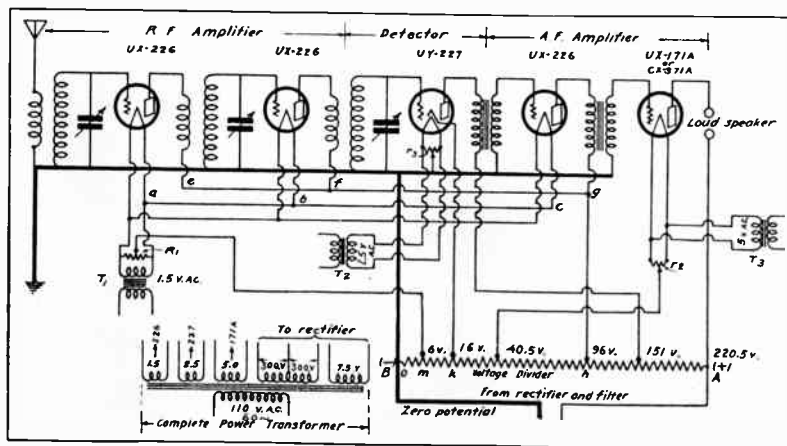 R F Amplifier Detector A F Amplifier
UX-226 UX-226 UY-227 UX-226 UX-171A
or
CX-371A
Loud speaker
r3
e f g
a b c
R1
T1 1.5 V.A.C.
T2 2.5 V. A.C.
r2
5 V.A.C. T3
To rectifier
226 227 171A
1.5 2.5 5.0 300V 300V 7.5 V
110 V. A.C.
60~
Complete Power Transformer
6v. 16 v. 40.5 v. 96 v. 151 v. 220.5 v.
B o m k Voltage Divider h A
(-) (+)
From rectifier and filter
Zero potential